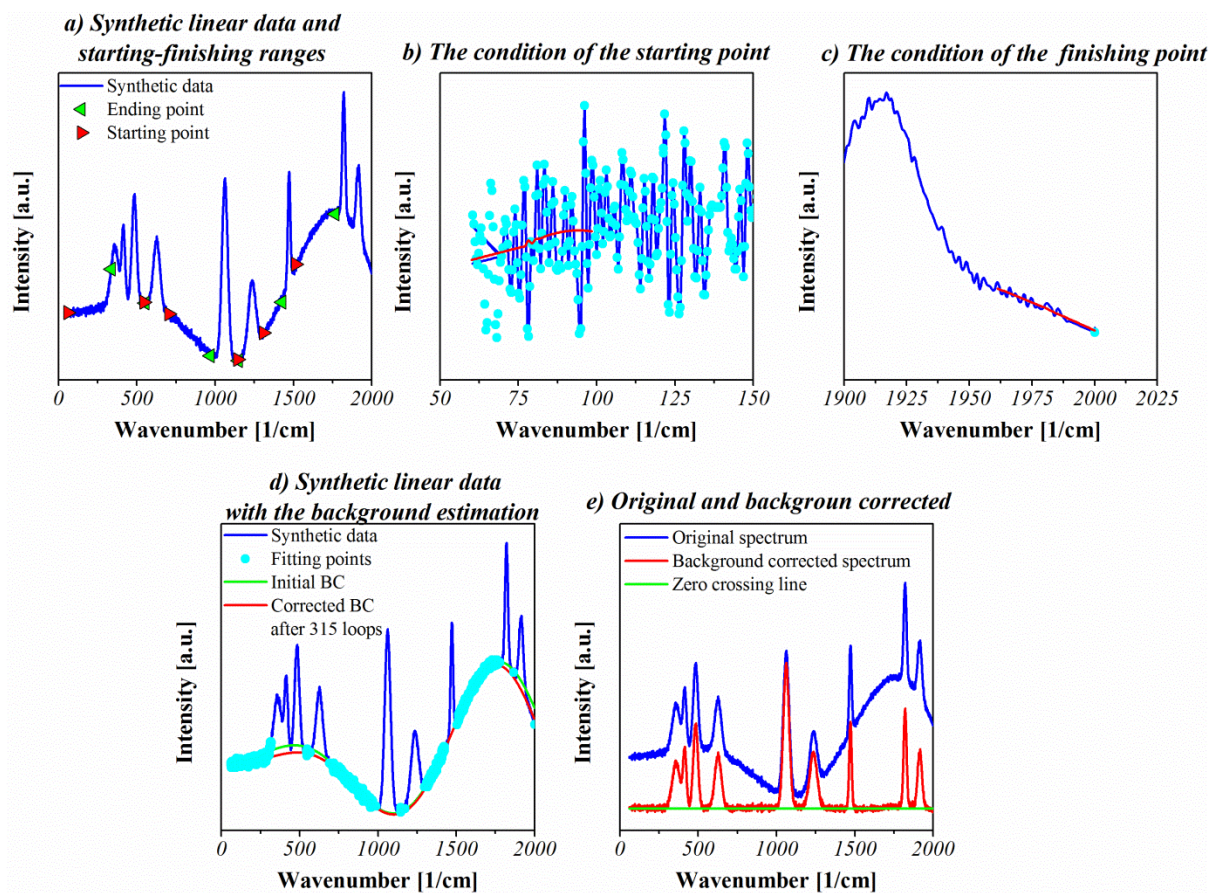 a) Synthetic linear data and
starting-finishing ranges
Synthetic data
Ending point
Starting point
Intensity [a.u.]
0 500 1000 1500 2000
Wavenumber [1/cm]
b) The condition of the starting point
Intensity [a.u.]
50 75 100 125 150
Wavenumber [1/cm]
c) The condition of the finishing point
Intensity [a.u.]
1900 1925 1950 1975 2000 2025
Wavenumber [1/cm]
d) Synthetic linear data
with the background estimation
Synthetic data
Fitting points
Initial BC
Corrected BC
after 315 loops
Intensity [a.u.]
0 500 1000 1500 2000
Wavenumber [1/cm]
e) Original and backgroun corrected
Original spectrum
Background corrected spectrum
Zero crossing line
Intensity [a.u.]
0 500 1000 1500 2000
Wavenumber [1/cm]